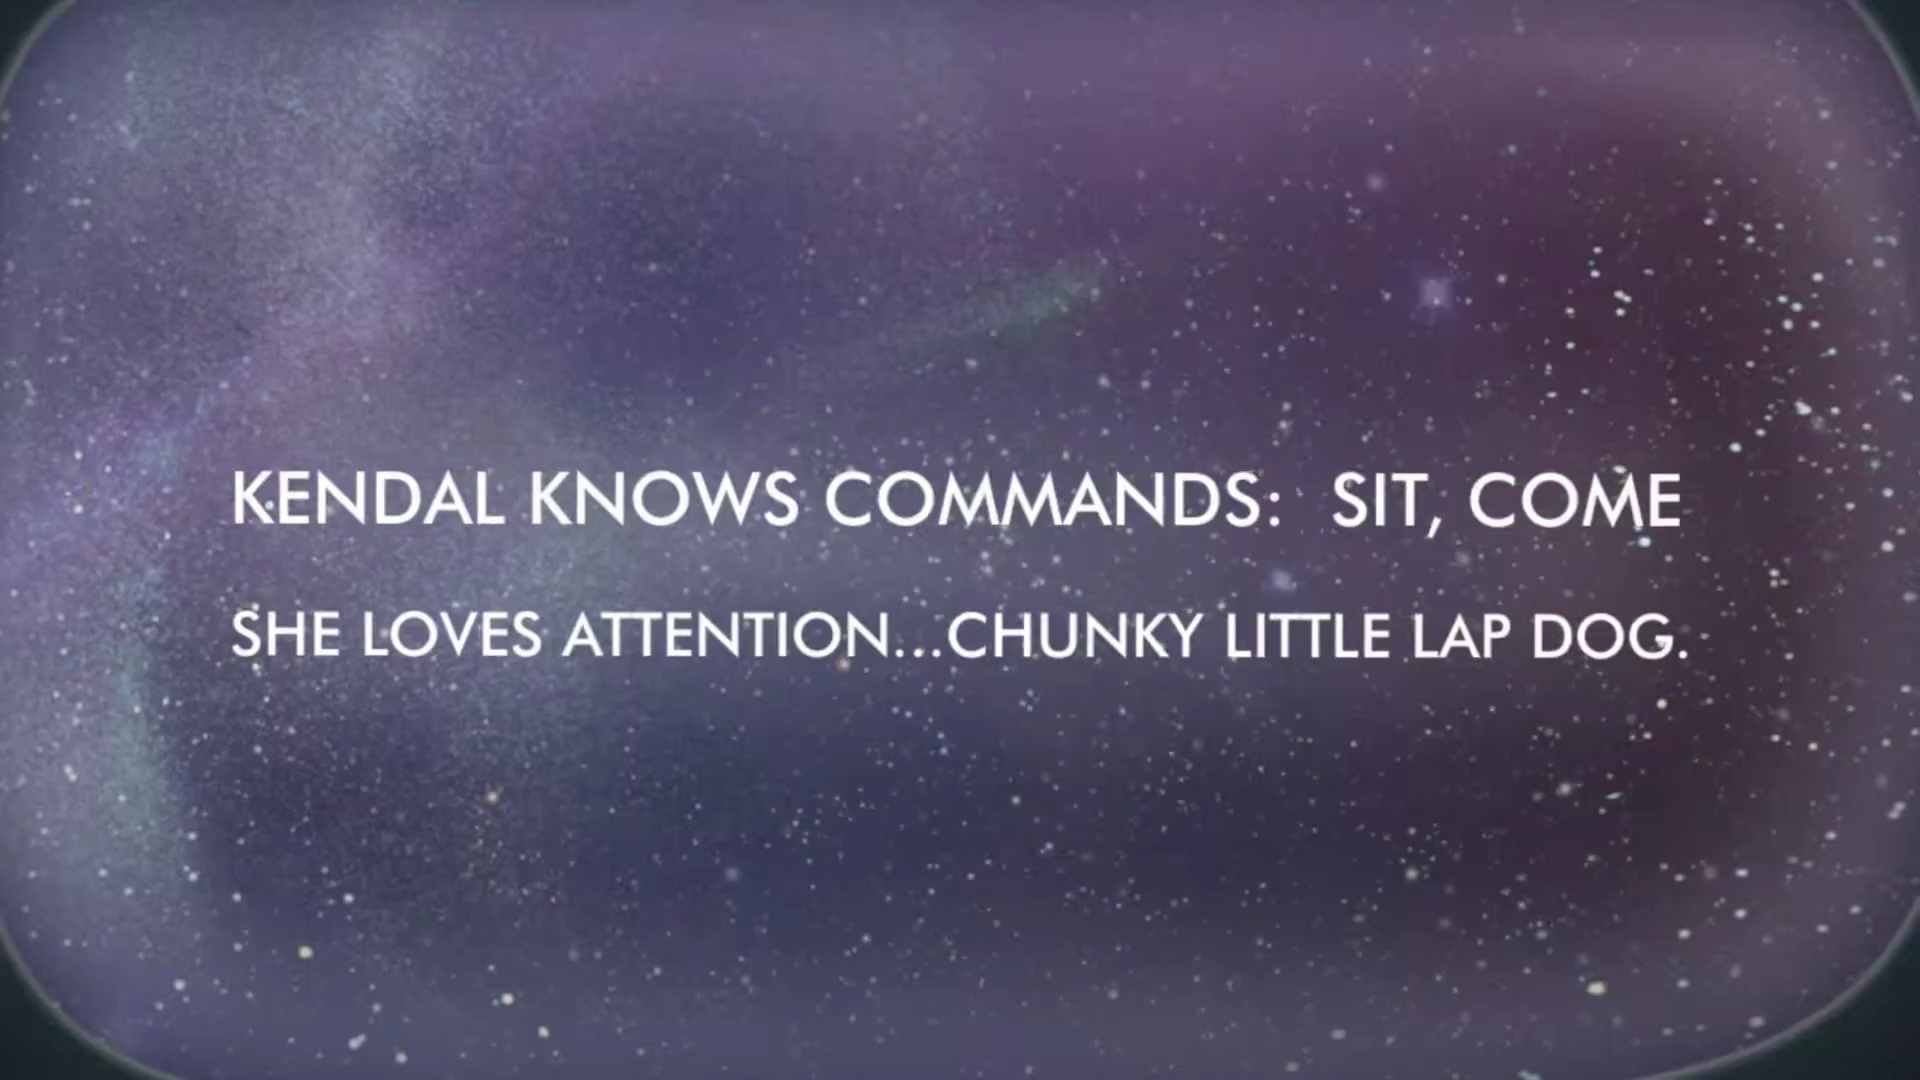 KENDAL KNOWS COMMANDS: SIT, COME
SHE LOVES ATTENTION...CHUNKY LITTLE LAP DOG.